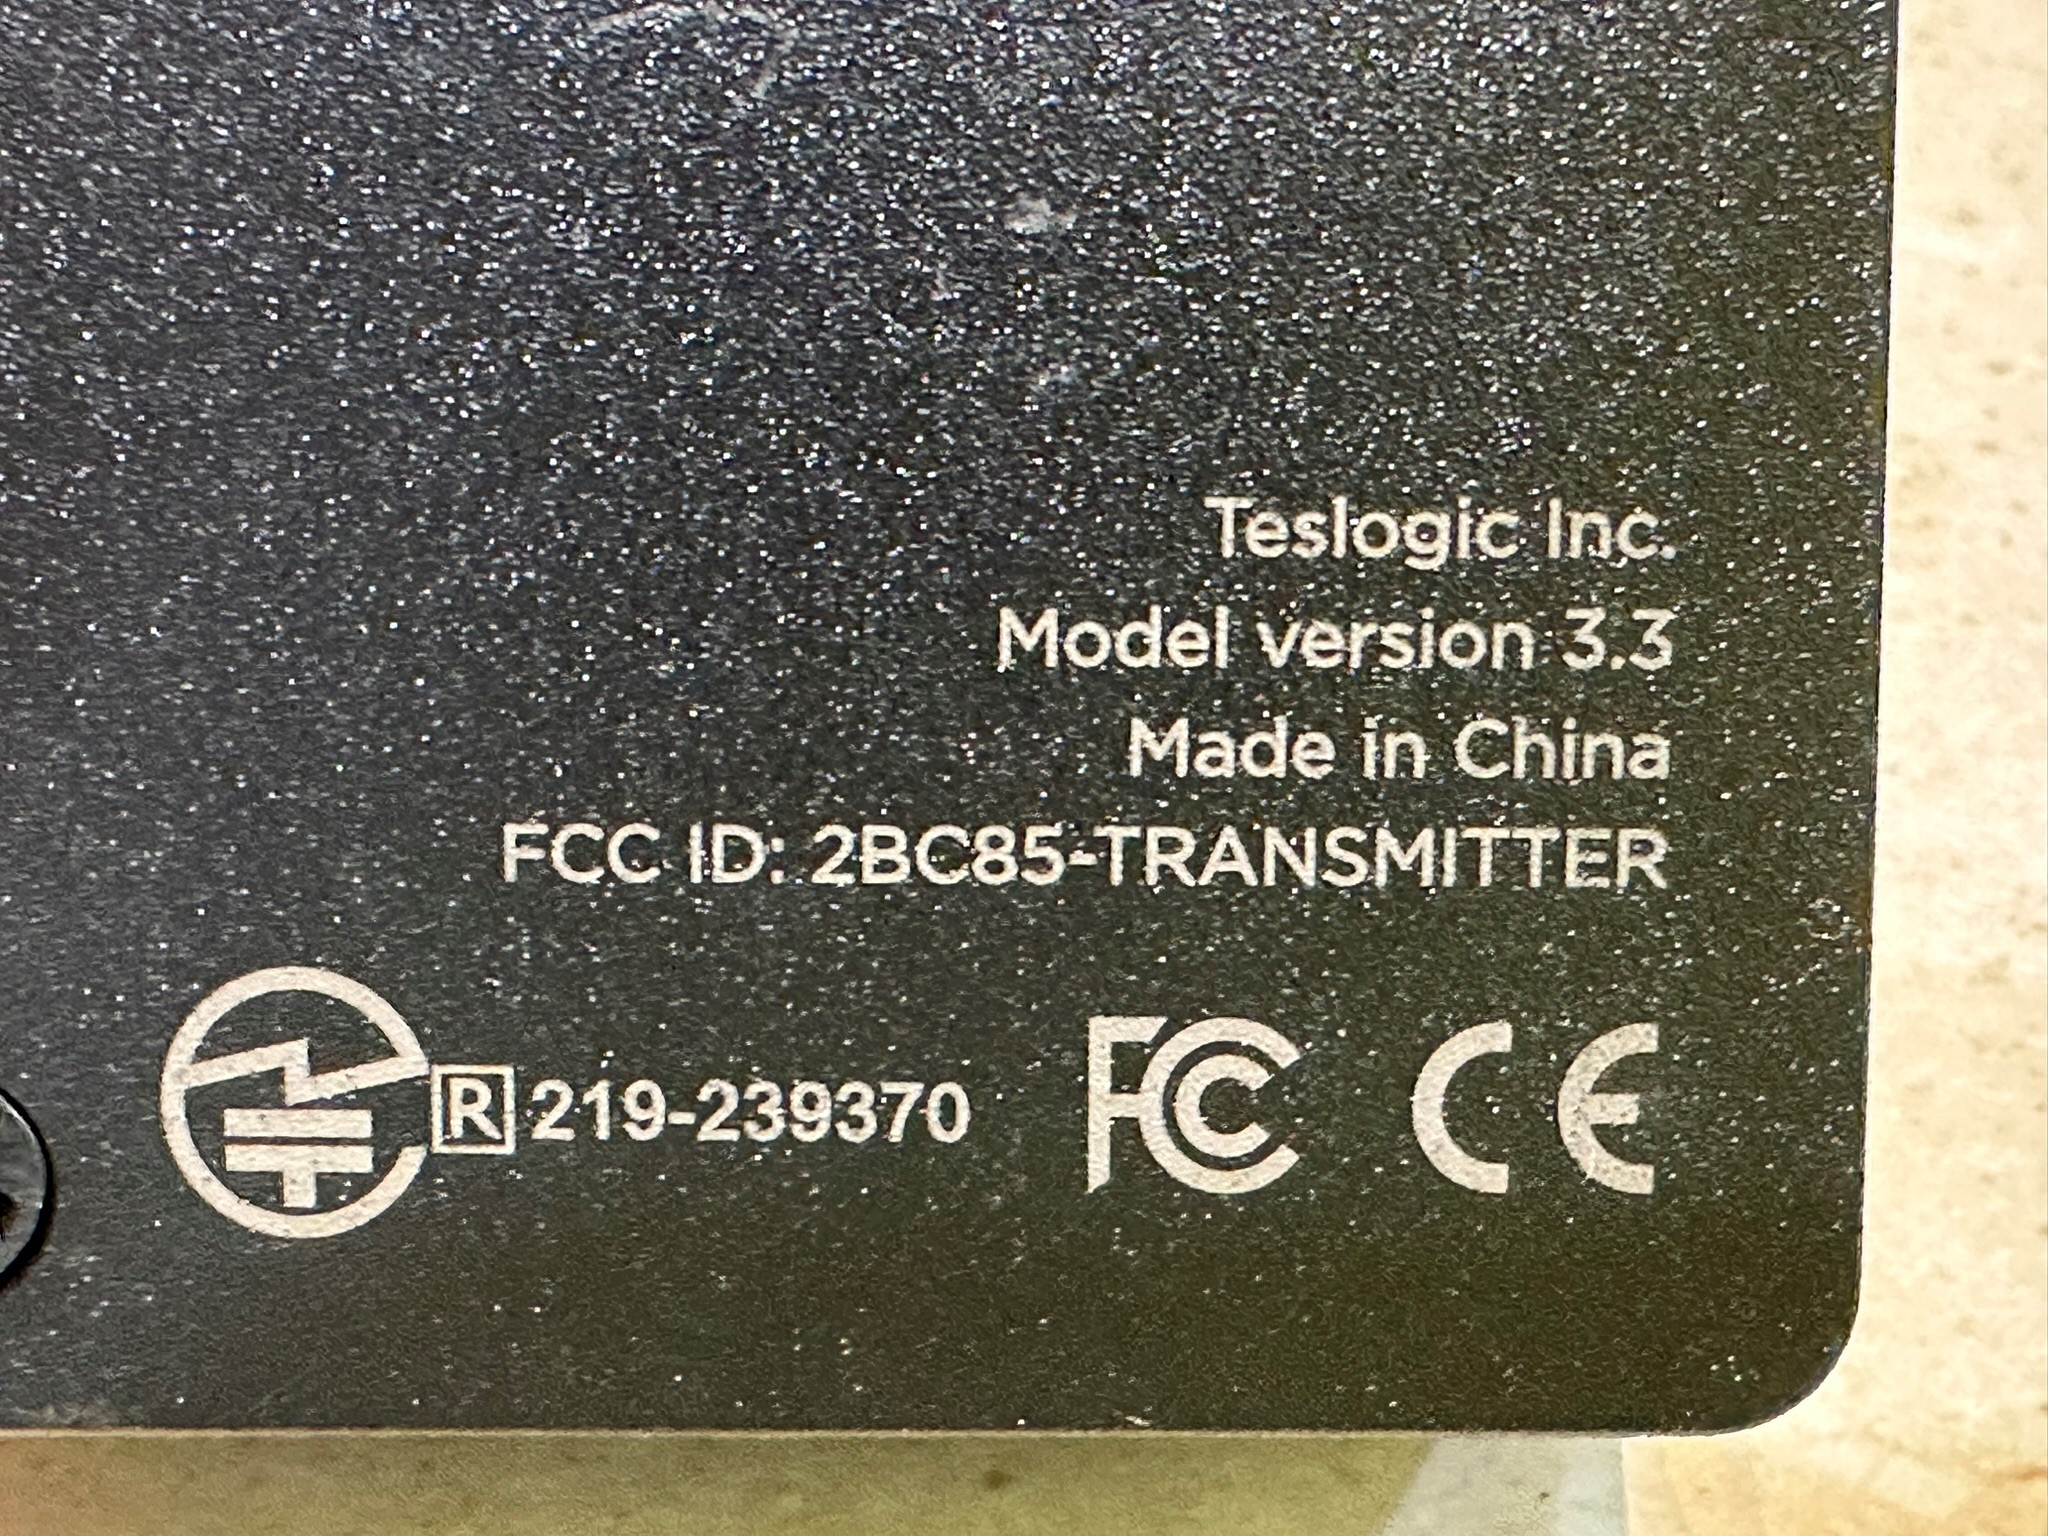 Teslogic Inc.
Model version 3.3
Made in China
FCC ID: 2BC85-TRANSMITTER
R 219-239370 FC CE